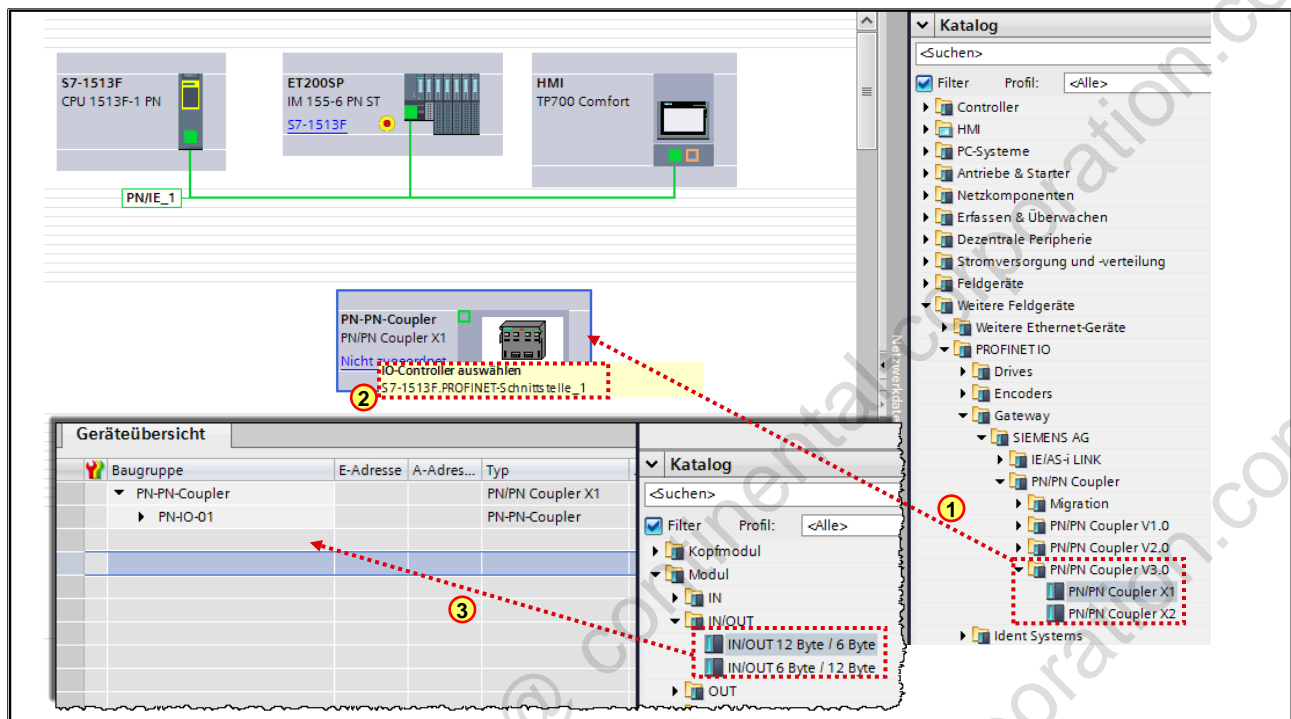 S7-1513F
CPU 1513F-1 PN
ET200SP
IM 155-6 PN ST
S7-1513F
HMI
TP700 Comfort
PN/IE_1
PN-PN-Coupler
PN/PN Coupler X1
Nicht zugeordnet
IO-Controller auswählen
S7-1513F.PROFINET-Schnittstelle_1
2
Netzwerkdate
Katalog
<Suchen>
Filter Profil: <Alle>
Controller
HMI
PC-Systeme
Antriebe & Starter
Netzkomponenten
Erfassen & Überwachen
Dezentrale Peripherie
Stromversorgung und -verteilung
Feldgeräte
Weitere Feldgeräte
Weitere Ethernet-Geräte
PROFINET IO
Drives
Encoders
Gateway
SIEMENS AG
IE/AS-i LINK
PN/PN Coupler
Migration
PN/PN Coupler V1.0
PN/PN Coupler V2.0
PN/PN Coupler V3.0
PN/PN Coupler X1
PN/PN Coupler X2
Ident Systems
1
Geräteübersicht
Baugruppe E-Adresse A-Adres... Typ
PN-PN-Coupler PN/PN Coupler X1
PN-IO-01 PN-PN-Coupler
3
Katalog
<Suchen>
Filter Profil: <Alle>
Kopfmodul
Modul
IN
IN/OUT
IN/OUT 12 Byte / 6 Byte
IN/OUT 6 Byte / 12 Byte
OUT
@ continental.corporation.com
oration.com